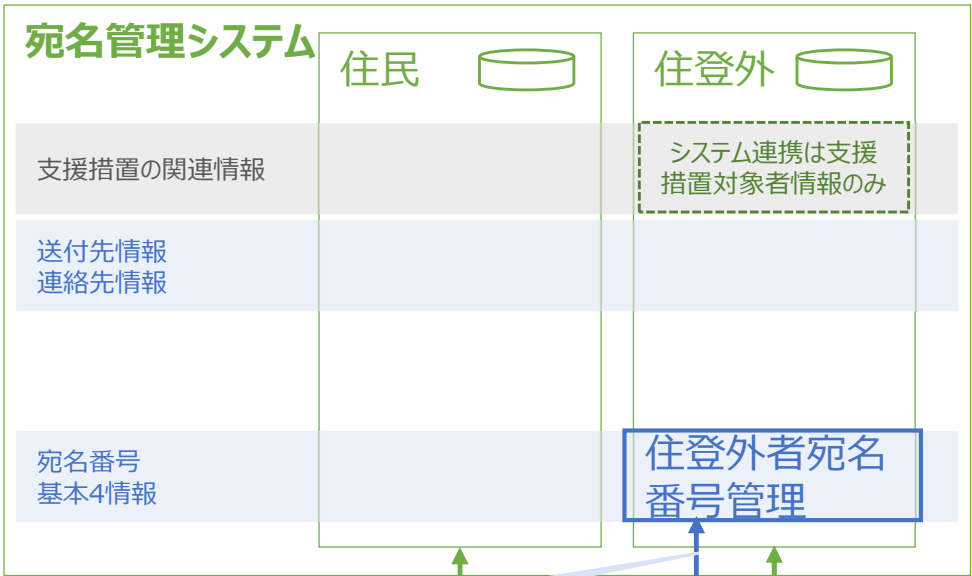 宛名管理システム
住民
住登外
支援措置の関連情報
システム連携は支援
措置対象者情報のみ
送付先情報
連絡先情報
宛名番号
基本4情報
住登外者宛名
番号管理